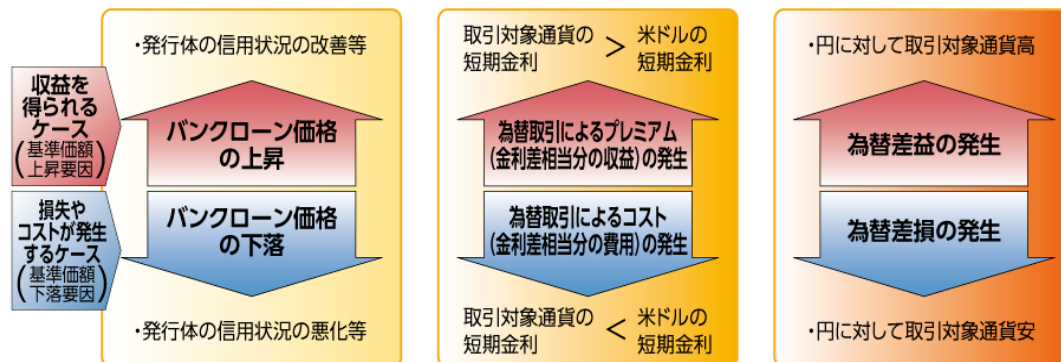 収益を
得られる
ケース
(基準価額
上昇要因)
損失や
コストが発生
するケース
(基準価額
下落要因)
・発行体の信用状況の改善等
バンクローン価格
の上昇
バンクローン価格
の下落
・発行体の信用状況の悪化等
取引対象通貨の
短期金利
>
米ドルの
短期金利
為替取引によるプレミアム
(金利差相当分の収益)の発生
為替取引によるコスト
(金利差相当分の費用)の発生
取引対象通貨の
短期金利
<
米ドルの
短期金利
・円に対して取引対象通貨高
為替差益の発生
為替差損の発生
・円に対して取引対象通貨安